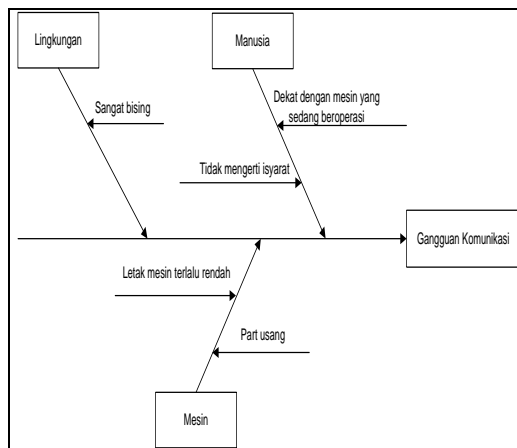 Lingkungan
Manusia
Sangat bising
Dekat dengan mesin yang
sedang beroperasi
Tidak mengerti isyarat
Gangguan Komunikasi
Letak mesin terlalu rendah
Part usang
Mesin